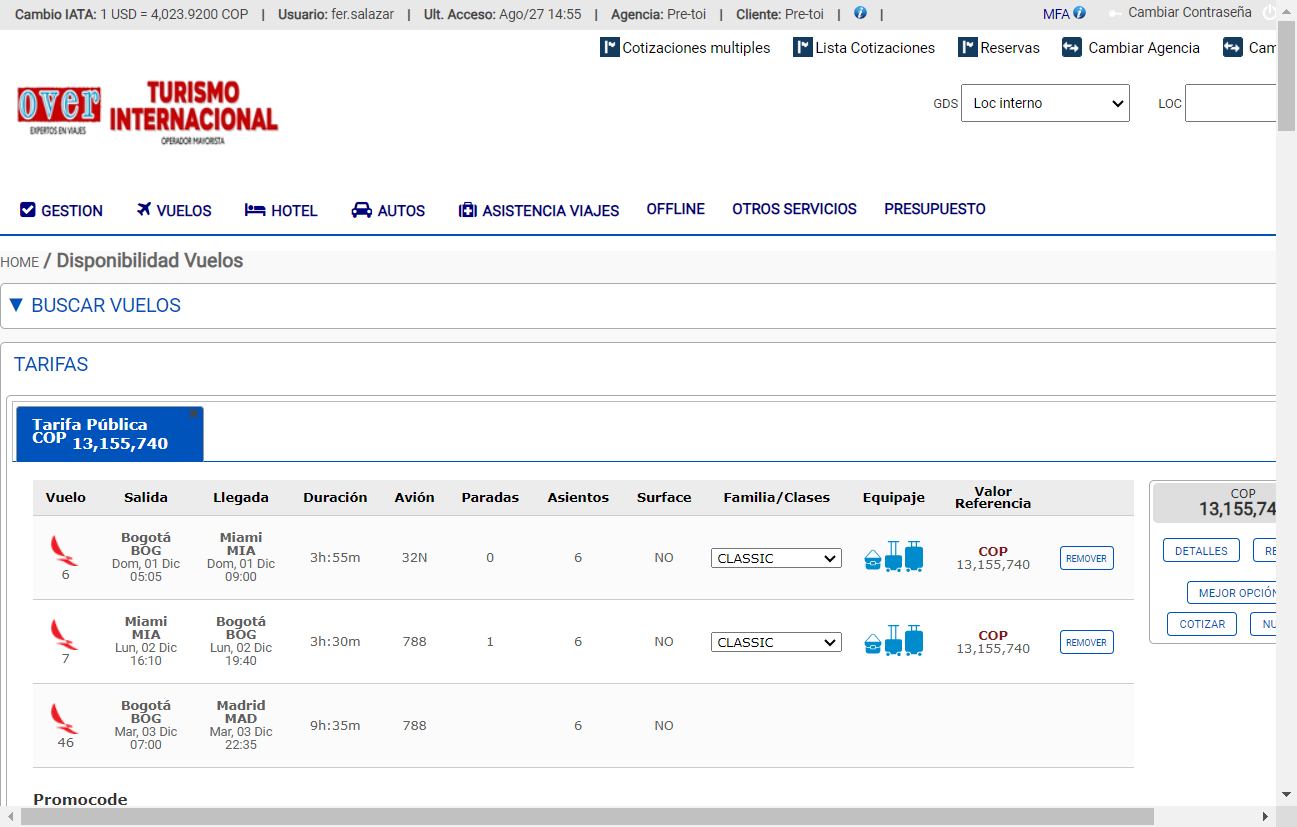 Cambio IATA: 1 USD = 4,023.9200 COP | Usuario: fer.salazar | Ult. Acceso: Ago/27 14:55 | Agencia: Pre-toi | Cliente: Pre-toi | | MFA Cambiar Contraseña
Cotizaciones multiples Lista Cotizaciones Reservas Cambiar Agencia Cam
over TURISMO INTERNACIONAL
EXPERTOS EN VIAJES OPERADOR MAYORISTA
GDS Loc interno LOC
GESTION VUELOS HOTEL AUTOS ASISTENCIA VIAJES OFFLINE OTROS SERVICIOS PRESUPUESTO
HOME / Disponibilidad Vuelos
▼ BUSCAR VUELOS
TARIFAS
Tarifa Pública
COP 13,155,740
Vuelo Salida Llegada Duración Avión Paradas Asientos Surface Familia/Clases Equipaje Valor Referencia
6 Bogotá BOG Dom, 01 Dic 05:05 Miami MIA Dom, 01 Dic 09:00 3h:55m 32N 0 6 NO CLASSIC COP 13,155,740 REMOVER
7 Miami MIA Lun, 02 Dic 16:10 Bogotá BOG Lun, 02 Dic 19:40 3h:30m 788 1 6 NO CLASSIC COP 13,155,740 REMOVER
46 Bogotá BOG Mar, 03 Dic 07:00 Madrid MAD Mar, 03 Dic 22:35 9h:35m 788 6 NO
COP
13,155,74
DETALLES RE
MEJOR OPCIÓN
COTIZAR NU
Promocode